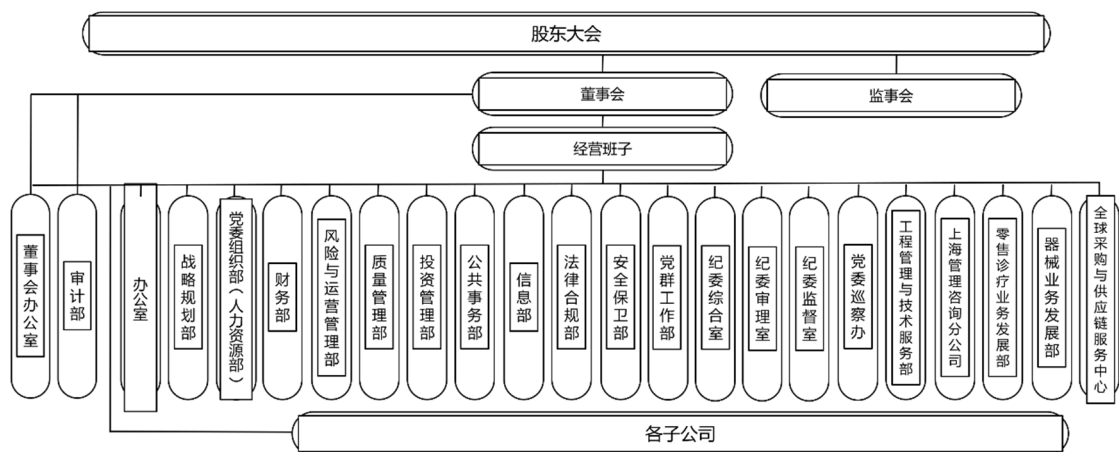 股东大会
董事会
监事会
经营班子
董事会办公室
审计部
办公室
战略规划部
党委组织部（人力资源部）
财务部
风险与运营管理部
质量管理部
投资管理部
公共事务部
信息部
法律合规部
安全保卫部
党群工作部
纪委综合室
纪委审理室
纪委监督室
党委巡察办
工程管理与技术服务部
上海管理咨询分公司
零售诊疗业务发展部
器械业务发展部
全球采购与供应链服务中心
各子公司